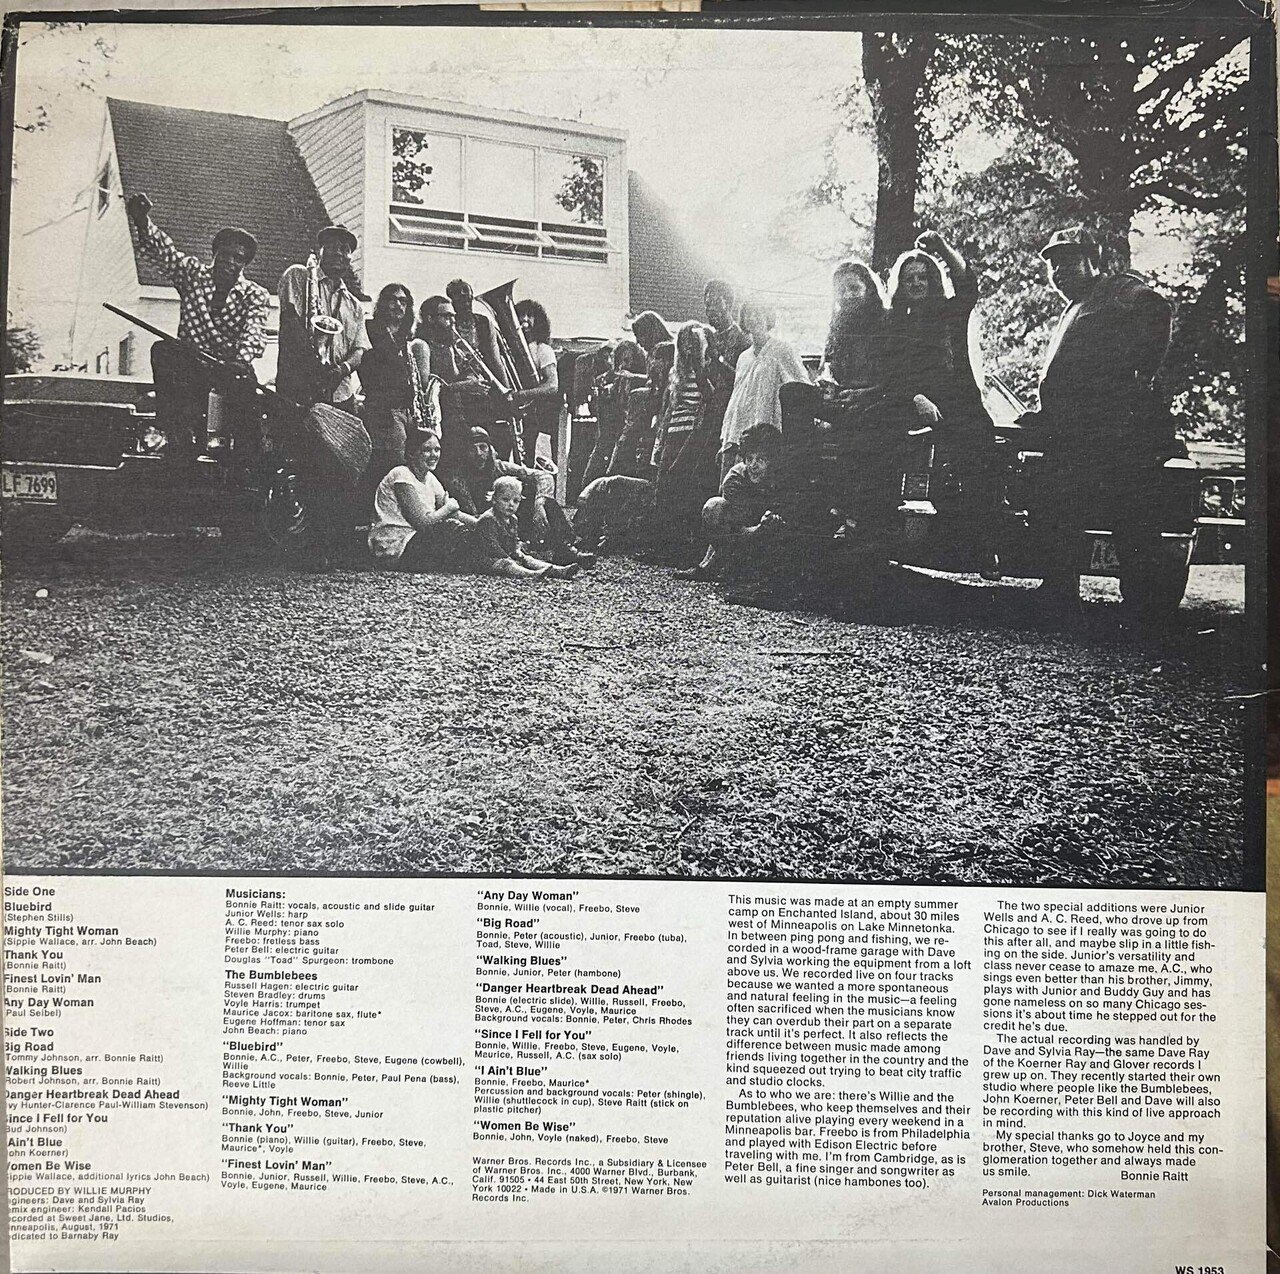 LF 7699
Side One
Bluebird
(Stephen Stills)
Mighty Tight Woman
(Sippie Wallace, arr. John Beach)
Thank You
(Bonnie Raitt)
Finest Lovin' Man
(Bonnie Raitt)
Any Day Woman
Paul Seibel)
Side Two
Big Road
Tommy Johnson, arr. Bonnie Raitt)
Walking Blues
Robert Johnson, arr. Bonnie Raitt)
Danger Heartbreak Dead Ahead
vy Hunter-Clarence Paul-William Stevenson)
Since I Fell for You
Bud Johnson)
Ain't Blue
ohn Koerner)
Women Be Wise
ippie Wallace, additional lyrics John Beach)
RODUCED BY WILLIE MURPHY
gineers: Dave and Sylvia Ray
emix engineer: Kendall Pacios
ecorded at Sweet Jane, Ltd. Studios,
nneapolis, August, 1971
edicated to Barnaby Ray
Musicians:
Bonnie Raitt: vocals, acoustic and slide guitar
Junior Wells: harp
A. C. Reed: tenor sax solo
Willie Murphy: piano
Freebo: fretless bass
Peter Bell: electric guitar
Douglas "Toad" Spurgeon: trombone
The Bumblebees
Russell Hagen: electric guitar
Steven Bradley: drums
Voyle Harris: trumpet
Maurice Jacox: baritone sax, flute*
Eugene Hoffman: tenor sax
John Beach: piano
"Bluebird"
Bonnie, A.C., Peter, Freebo, Steve, Eugene (cowbell),
Willie
Background vocals: Bonnie, Peter, Paul Pena (bass),
Reeve Little
"Mighty Tight Woman"
Bonnie, John, Freebo, Steve, Junior
"Thank You"
Bonnie (piano), Willie (guitar), Freebo, Steve,
Maurice*, Voyle
"Finest Lovin' Man"
Bonnie, Junior, Russell, Willie, Freebo, Steve, A.C.,
Voyle, Eugene, Maurice
"Any Day Woman"
Bonnie, Willie (vocal), Freebo, Steve
"Big Road"
Bonnie, Peter (acoustic), Junior, Freebo (tuba),
Toad, Steve, Willie
"Walking Blues"
Bonnie, Junior, Peter (hambone)
"Danger Heartbreak Dead Ahead"
Bonnie (electric slide), Willie, Russell, Freebo,
Steve, A.C., Eugene, Voyle, Maurice
Background vocals: Bonnie, Peter, Chris Rhodes
"Since I Fell for You"
Bonnie, Willie, Freebo, Steve, Eugene, Voyle,
Maurice, Russell, A.C. (sax solo)
"I Ain't Blue"
Bonnie, Freebo, Maurice*
Percussion and background vocals: Peter (shingle),
Willie (shuttlecock in cup), Steve Raitt (stick on
plastic pitcher)
"Women Be Wise"
Bonnie, John, Voyle (naked), Freebo, Steve
Warner Bros. Records Inc., a Subsidiary & Licensee
of Warner Bros. Inc., 4000 Warner Blvd., Burbank,
Calif. 91505 • 44 East 50th Street, New York, New
York 10022 • Made in U.S.A. ©1971 Warner Bros.
Records Inc.
This music was made at an empty summer
camp on Enchanted Island, about 30 miles
west of Minneapolis on Lake Minnetonka.
In between ping pong and fishing, we re-
corded in a wood-frame garage with Dave
and Sylvia working the equipment from a loft
above us. We recorded live on four tracks
because we wanted a more spontaneous
and natural feeling in the music—a feeling
often sacrificed when the musicians know
they can overdub their part on a separate
track until it's perfect. It also reflects the
difference between music made among
friends living together in the country and the
kind squeezed out trying to beat city traffic
and studio clocks.
As to who we are: there's Willie and the
Bumblebees, who keep themselves and their
reputation alive playing every weekend in a
Minneapolis bar. Freebo is from Philadelphia
and played with Edison Electric before
traveling with me. I'm from Cambridge, as is
Peter Bell, a fine singer and songwriter as
well as guitarist (nice hambones too).
The two special additions were Junior
Wells and A. C. Reed, who drove up from
Chicago to see if I really was going to do
this after all, and maybe slip in a little fish-
ing on the side. Junior's versatility and
class never cease to amaze me. A.C., who
sings even better than his brother, Jimmy,
plays with Junior and Buddy Guy and has
gone nameless on so many Chicago ses-
sions it's about time he stepped out for the
credit he's due.
The actual recording was handled by
Dave and Sylvia Ray—the same Dave Ray
of the Koerner Ray and Glover records I
grew up on. They recently started their own
studio where people like the Bumblebees,
John Koerner, Peter Bell and Dave will also
be recording with this kind of live approach
in mind.
My special thanks go to Joyce and my
brother, Steve, who somehow held this con-
glomeration together and always made
us smile.
Bonnie Raitt
Personal management: Dick Waterman
Avalon Productions
WS 1953